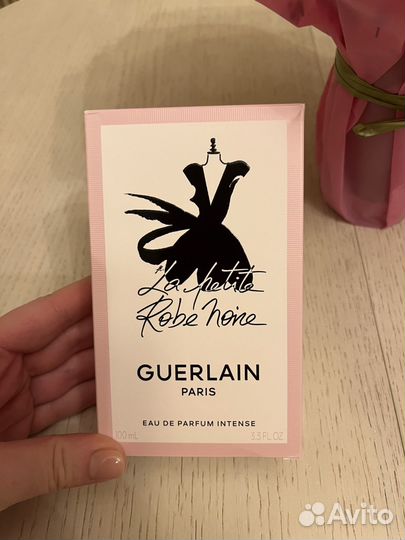 La petite
Robe Noire
GUERLAIN
PARIS
EAU DE PARFUM INTENSE
100 mL 3.3 FL.OZ
Avito